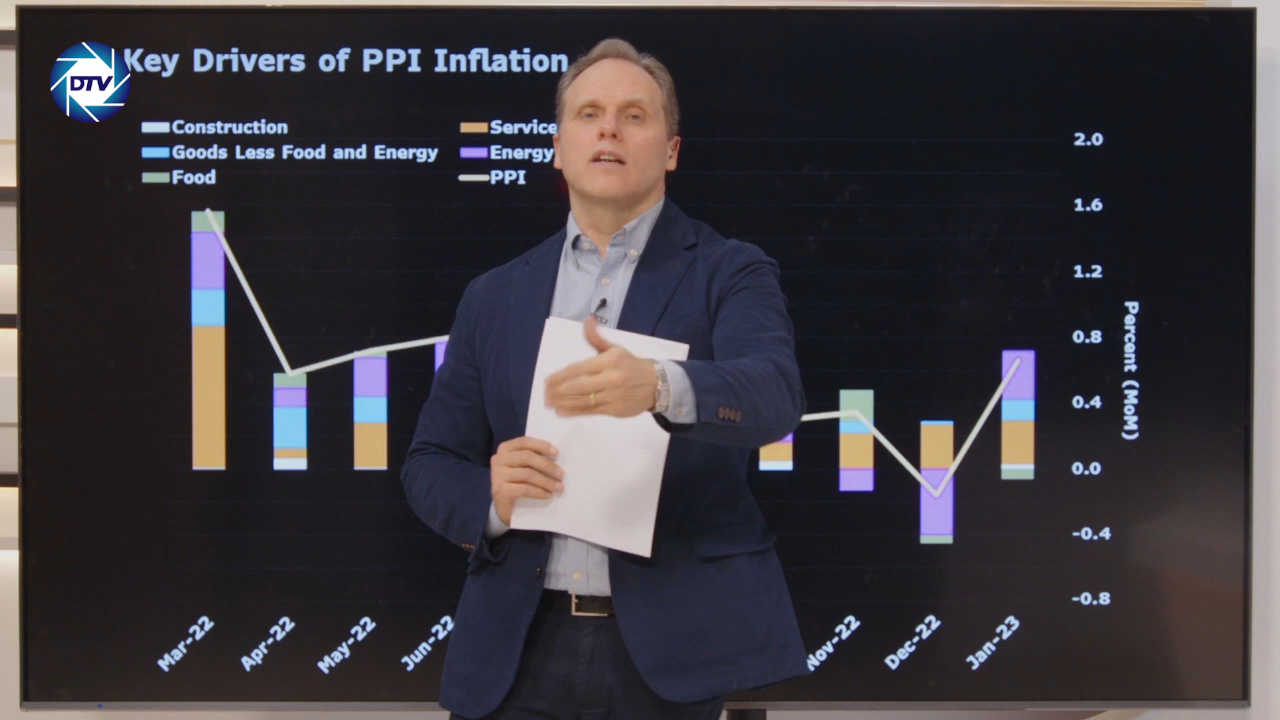 DTV
Key Drivers of PPI Inflation
Construction
Goods Less Food and Energy
Food
Service
Energy
PPI
2.0
1.6
1.2
0.8
0.4
0.0
-0.4
-0.8
Percent (MoM)
Mar-22
Apr-22
May-22
Jun-22
Nov-22
Dec-22
Jan-23